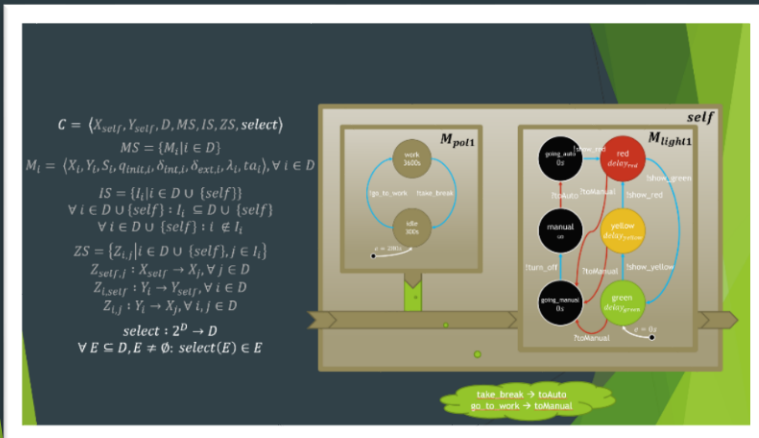 C = ⟨X_self, Y_self, D, MS, IS, ZS, select⟩
MS = {M_i | i ∈ D}
M_i = ⟨X_i, Y_i, S_i, q_init,i, δ_int,i, δ_ext,i, λ_i, ta_i⟩, ∀ i ∈ D
IS = {I_i | i ∈ D ∪ {self}}
∀ i ∈ D ∪ {self} : I_i ⊆ D ∪ {self}
∀ i ∈ D ∪ {self} : i ∉ I_i
ZS = {Z_i,j | i ∈ D ∪ {self}, j ∈ I_i}
Z_self,j : X_self → X_j, ∀ j ∈ D
Z_i,self : Y_i → Y_self, ∀ i ∈ D
Z_i,j : Y_i → X_j, ∀ i, j ∈ D
select : 2^D → D
∀ E ⊆ D, E ≠ Ø: select(E) ∈ E
self
M_pol1
work
3600s
!go_to_work
!take_break
idle
300s
M_light1
going_auto
0s
!show_red
red
delay_red
!show_green
?toManual
?toAuto
!show_red
manual
∞
yellow
delay_yellow
!turn_off
?toManual
!show_yellow
going_manual
0s
green
delay_green
e = 0s
?toManual
take_break → toAuto
go_to_work → toManual